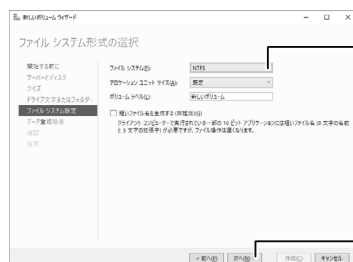 新しいボリューム ウィザード
ファイル システム形式の選択
開始する前に
サーバーとディスク
サイズ
ドライブ文字またはフォルダー
ファイル システム設定
データ重複除去
確認
結果
ファイル システム(F):
NTFS
アロケーション ユニット サイズ(A):
既定
ボリューム ラベル(L):
新しいボリューム
短いファイル名を生成する (非推奨)(G)
クライアント コンピューターで実行されている一部の 16 ビット アプリケーションには短いファイル名 (8 文字の名前
と 3 文字の拡張子) が必要ですが、ファイル操作は遅くなります。
< 前へ(P)
次へ(N) >
作成(C)
キャンセル